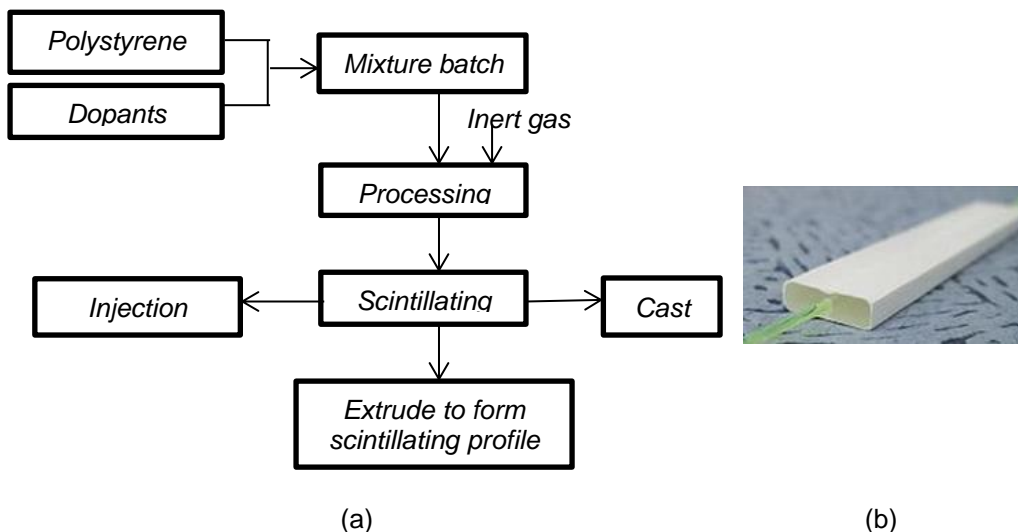 Polystyrene
Dopants
Mixture batch
Inert gas
Processing
Injection
Scintillating
Cast
Extrude to form
scintillating profile
(a)
(b)